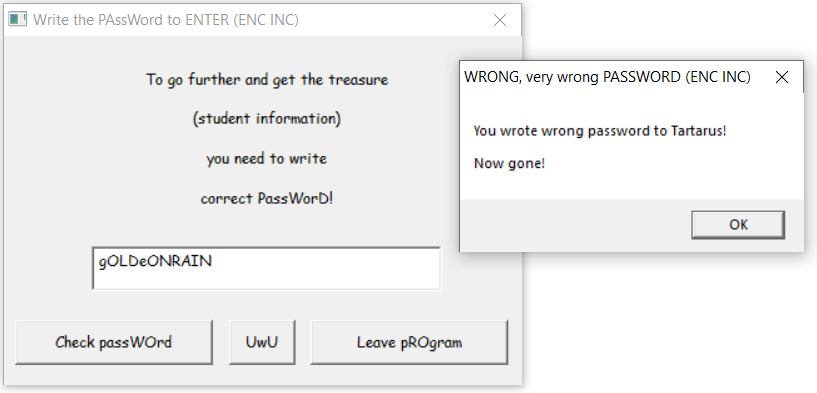 Write the PAssWord to ENTER (ENC INC)
To go further and get the treasure
(student information)
you need to write
correct PassWorD!
gOLDeONRAIN
Check passWOrd
UwU
Leave pROgram
WRONG, very wrong PASSWORD (ENC INC)
You wrote wrong password to Tartarus!
Now gone!
OK